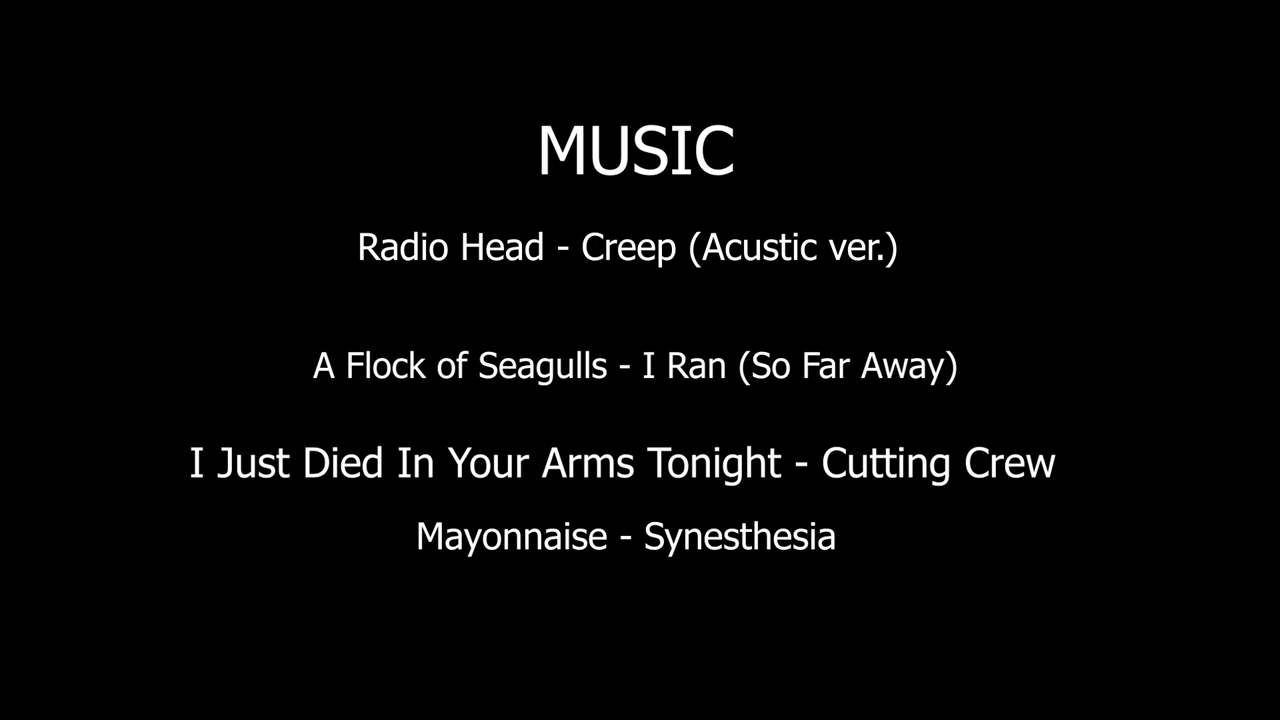 MUSIC
Radio Head - Creep (Acustic ver.)
A Flock of Seagulls - I Ran (So Far Away)
I Just Died In Your Arms Tonight - Cutting Crew
Mayonnaise - Synesthesia